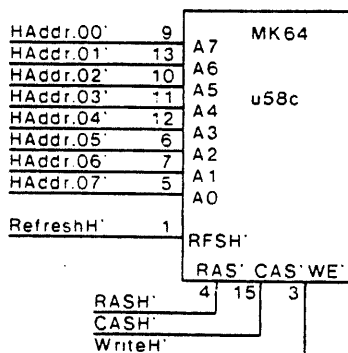 HAddr.00' 9 A7 MK64
HAddr.01' 13 A6
HAddr.02' 10 A5 u58c
HAddr.03' 11 A4
HAddr.04' 12 A3
HAddr.05' 6 A2
HAddr.06' 7 A1
HAddr.07' 5 A0
RefreshH' 1 RFSH'
RAS' CAS' WE'
RASH' 4 15 3
CASH'
WriteH'